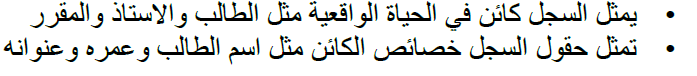 • يمثل السجل كائن في الحياة الواقعية مثل الطالب والاستاذ والمقرر
• تمثل حقول السجل خصائص الكائن مثل اسم الطالب وعمره وعنوانه